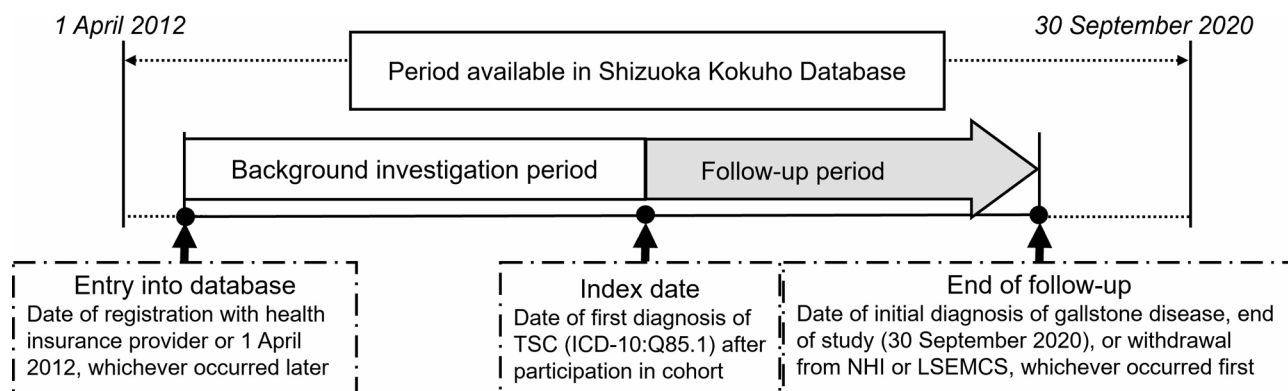 1 April 2012
30 September 2020
Period available in Shizuoka Kokuho Database
Background investigation period
Follow-up period
Entry into database
Date of registration with health
insurance provider or 1 April
2012, whichever occurred later
Index date
Date of first diagnosis of
TSC (ICD-10:Q85.1) after
participation in cohort
End of follow-up
Date of initial diagnosis of gallstone disease, end
of study (30 September 2020), or withdrawal
from NHI or LSEMCS, whichever occurred first